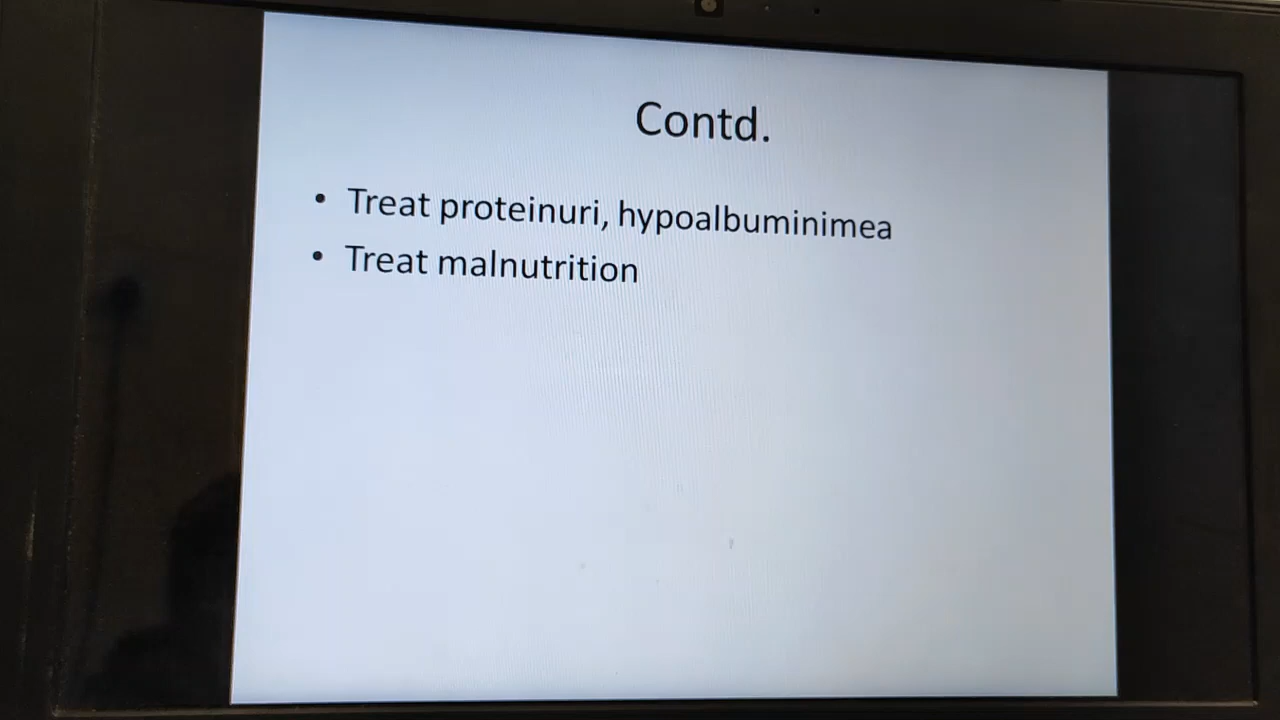 Contd.
• Treat proteinuri, hypoalbuminimea
• Treat malnutrition